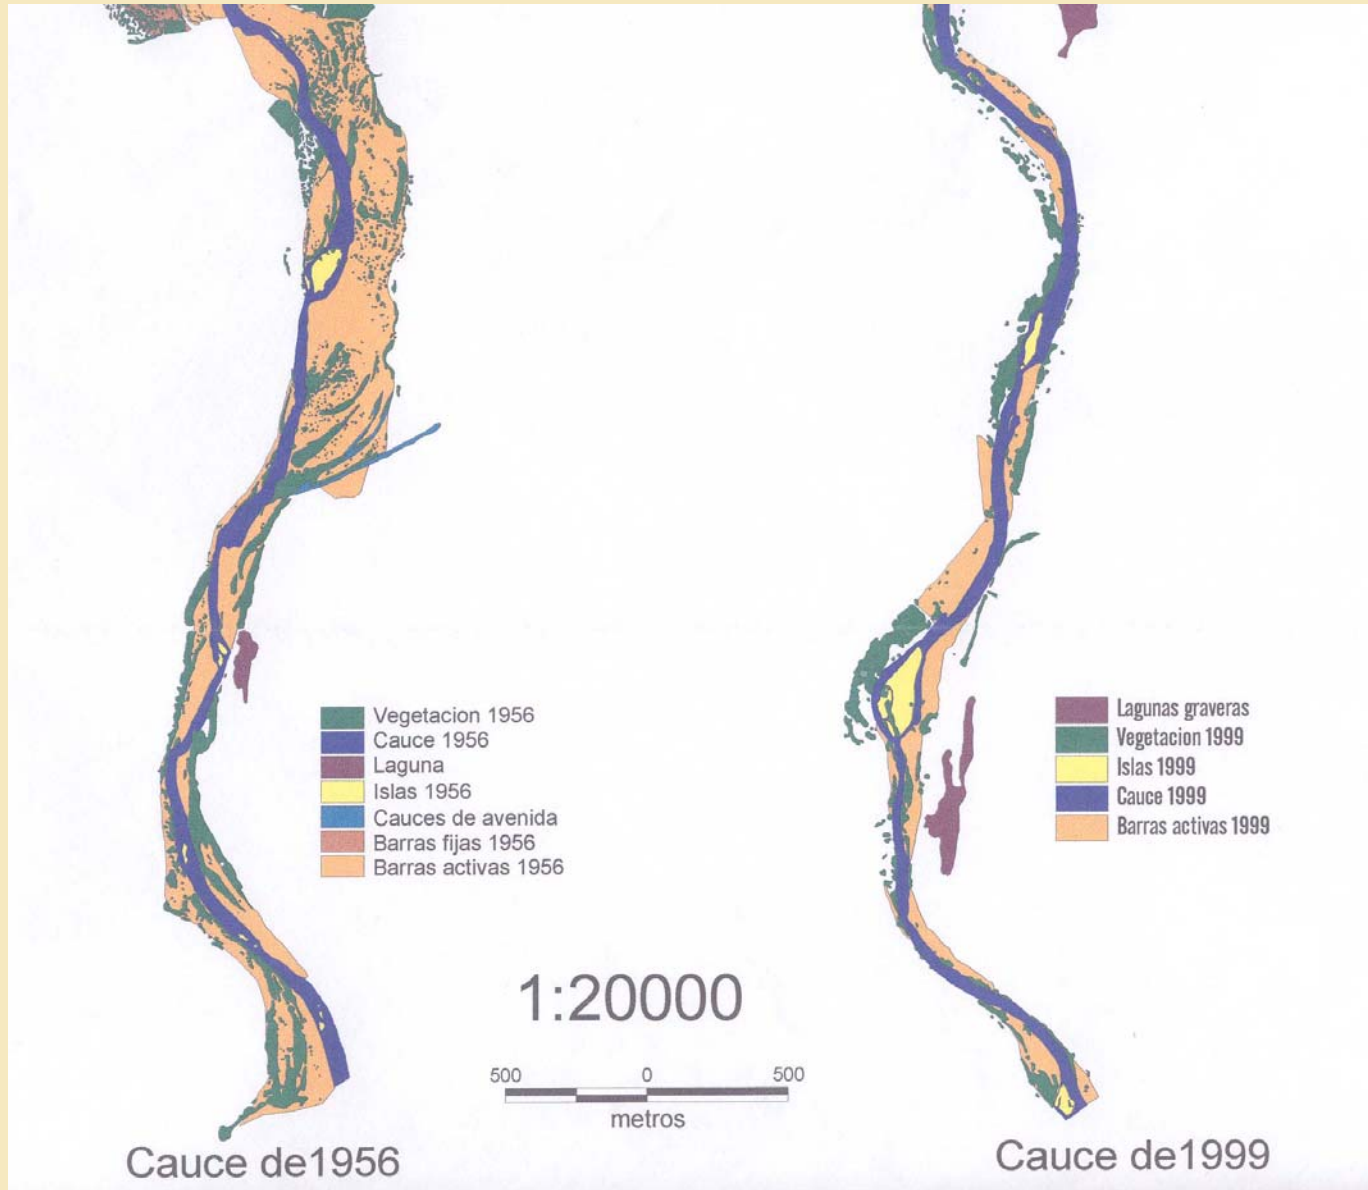 Vegetacion 1956
Cauce 1956
Laguna
Islas 1956
Cauces de avenida
Barras fijas 1956
Barras activas 1956
Lagunas graveras
Vegetacion 1999
Islas 1999
Cauce 1999
Barras activas 1999
1:20000
500 0 500
metros
Cauce de1956
Cauce de1999